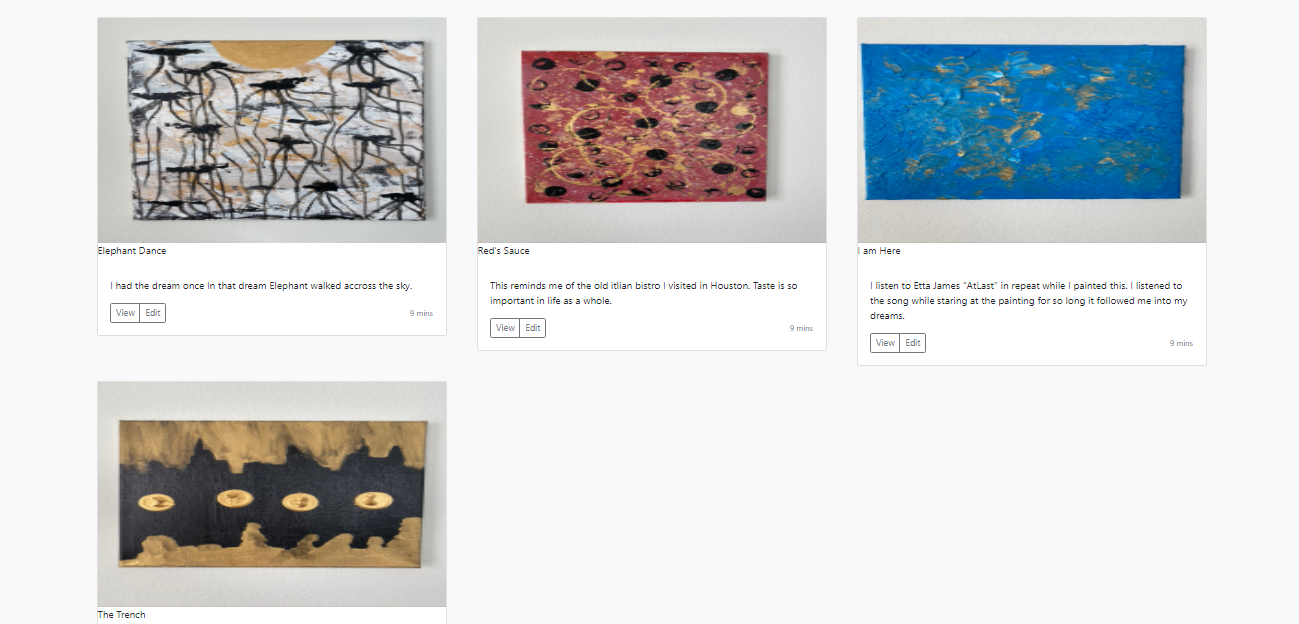 Elephant Dance
I had the dream once In that dream Elephant walked accross the sky.
View Edit 9 mins
Red's Sauce
This reminds me of the old itlian bistro I visited in Houston. Taste is so
important in life as a whole.
View Edit 9 mins
I am Here
I listen to Etta James "AtLast" in repeat while I painted this. I listened to
the song while staring at the painting for so long it followed me into my
dreams.
View Edit 9 mins
The Trench